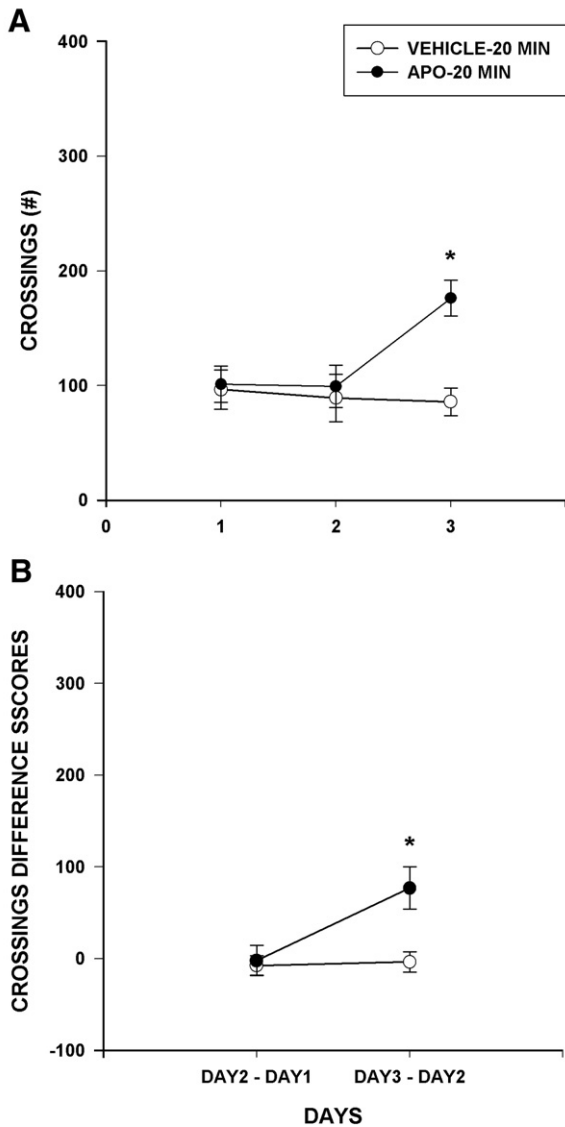 A
400
VEHICLE-20 MIN
APO-20 MIN
300
CROSSINGS (#)
200
*
100
0
0 1 2 3
B
400
CROSSINGS DIFFERENCE SSCORES
300
200
*
100
0
-100
DAY2 - DAY1 DAY3 - DAY2
DAYS